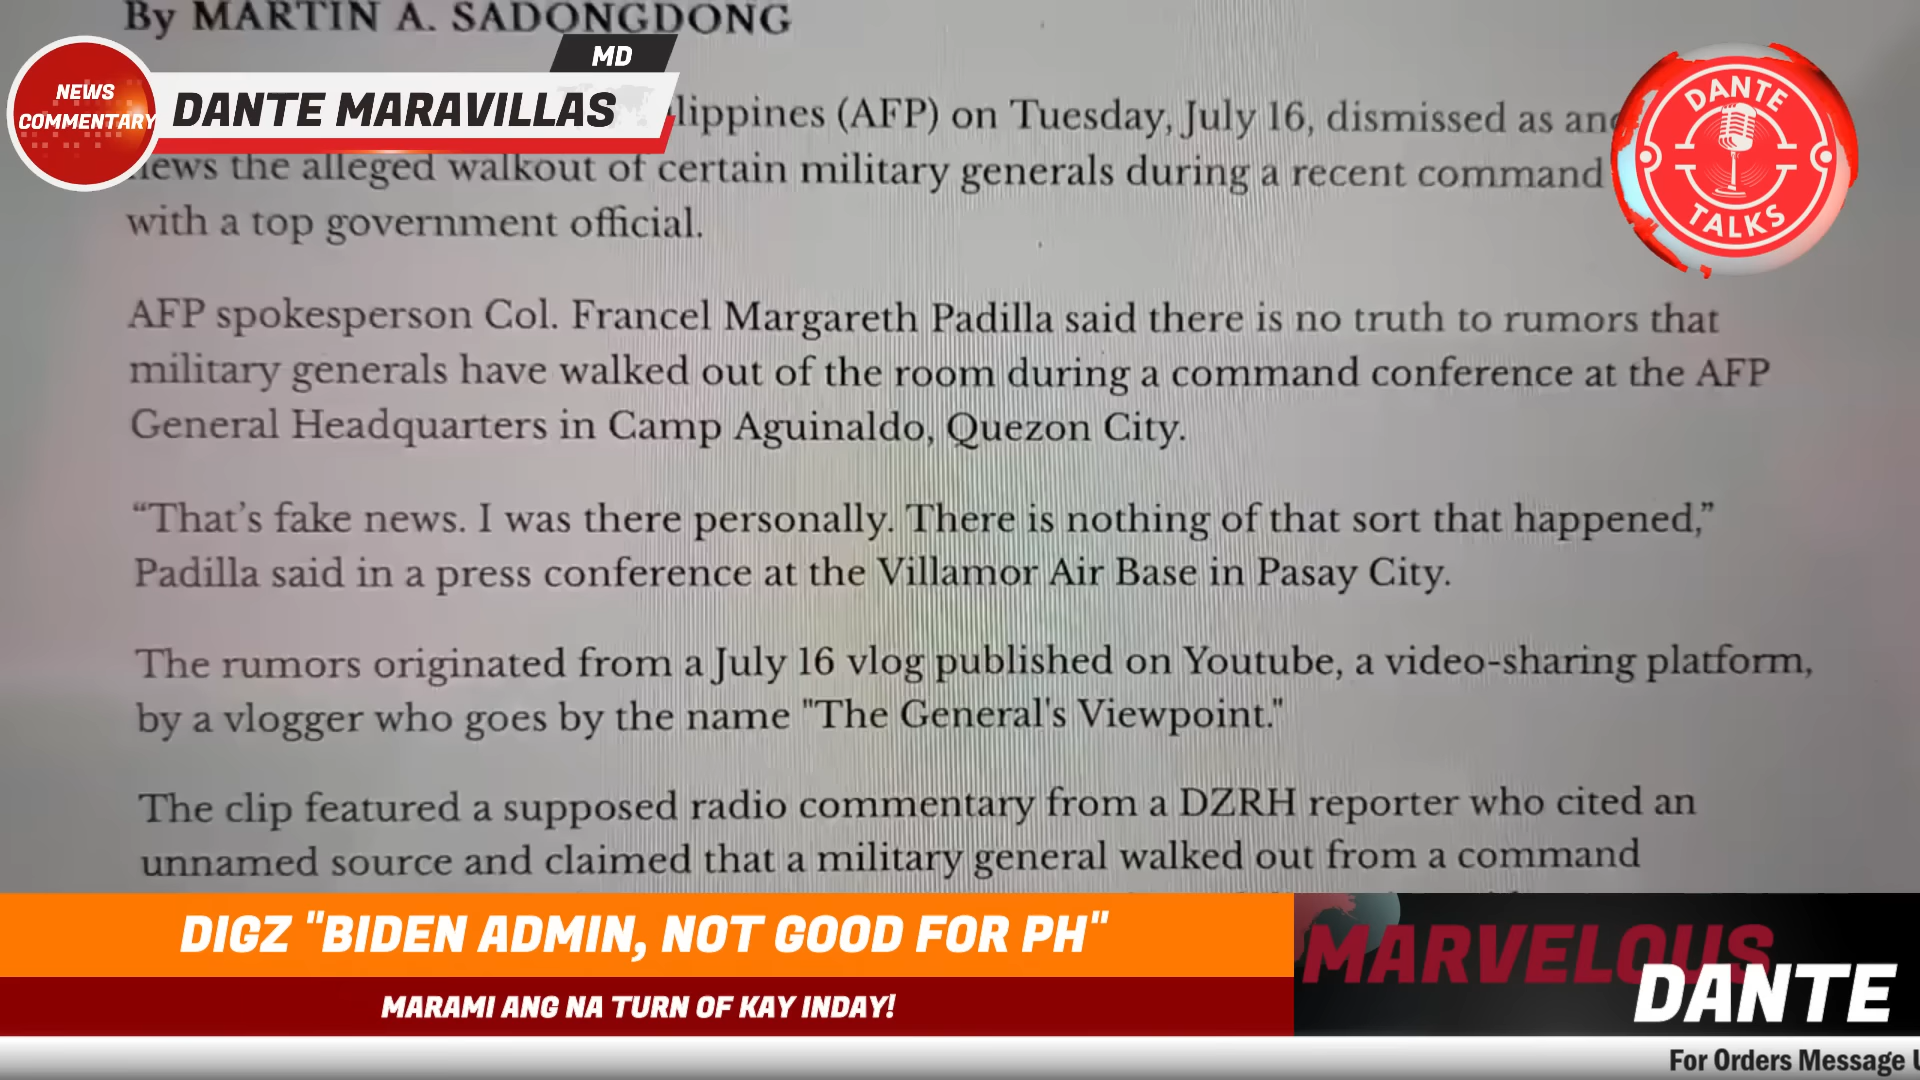 By MARTIN A. SADONGDONG
MD
NEWS
COMMENTARY
DANTE MARAVILLAS
DANTE
TALKS
(AFP) on Tuesday, July 16, dismissed as
news the alleged walkout of certain military generals during a recent command
with a top government official.
AFP spokesperson Col. Francel Margareth Padilla said there is no truth to rumors that
military generals have walked out of the room during a command conference at the AFP
General Headquarters in Camp Aguinaldo, Quezon City.
“That’s fake news. I was there personally. There is nothing of that sort that happened,”
Padilla said in a press conference at the Villamor Air Base in Pasay City.
The rumors originated from a July 16 vlog published on Youtube, a video-sharing platform,
by a vlogger who goes by the name "The General's Viewpoint."
The clip featured a supposed radio commentary from a DZRH reporter who cited an
unnamed source and claimed that a military general walked out from a command
DIGZ "BIDEN ADMIN, NOT GOOD FOR PH"
MARAMI ANG NA TURN OF KAY INDAY!
MARVELOUS
DANTE
For Orders Message